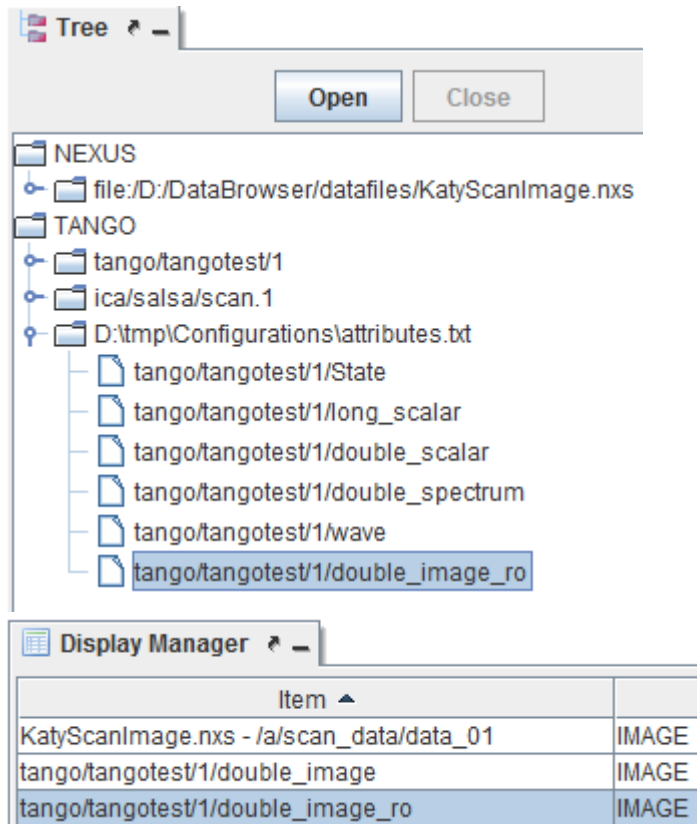 Tree
Open Close
NEXUS
file:/D:/DataBrowser/datafiles/KatyScanImage.nxs
TANGO
tango/tangotest/1
ica/salsa/scan.1
D:\tmp\Configurations\attributes.txt
tango/tangotest/1/State
tango/tangotest/1/long_scalar
tango/tangotest/1/double_scalar
tango/tangotest/1/double_spectrum
tango/tangotest/1/wave
tango/tangotest/1/double_image_ro
Display Manager
Item
KatyScanImage.nxs - /a/scan_data/data_01 IMAGE
tango/tangotest/1/double_image IMAGE
tango/tangotest/1/double_image_ro IMAGE